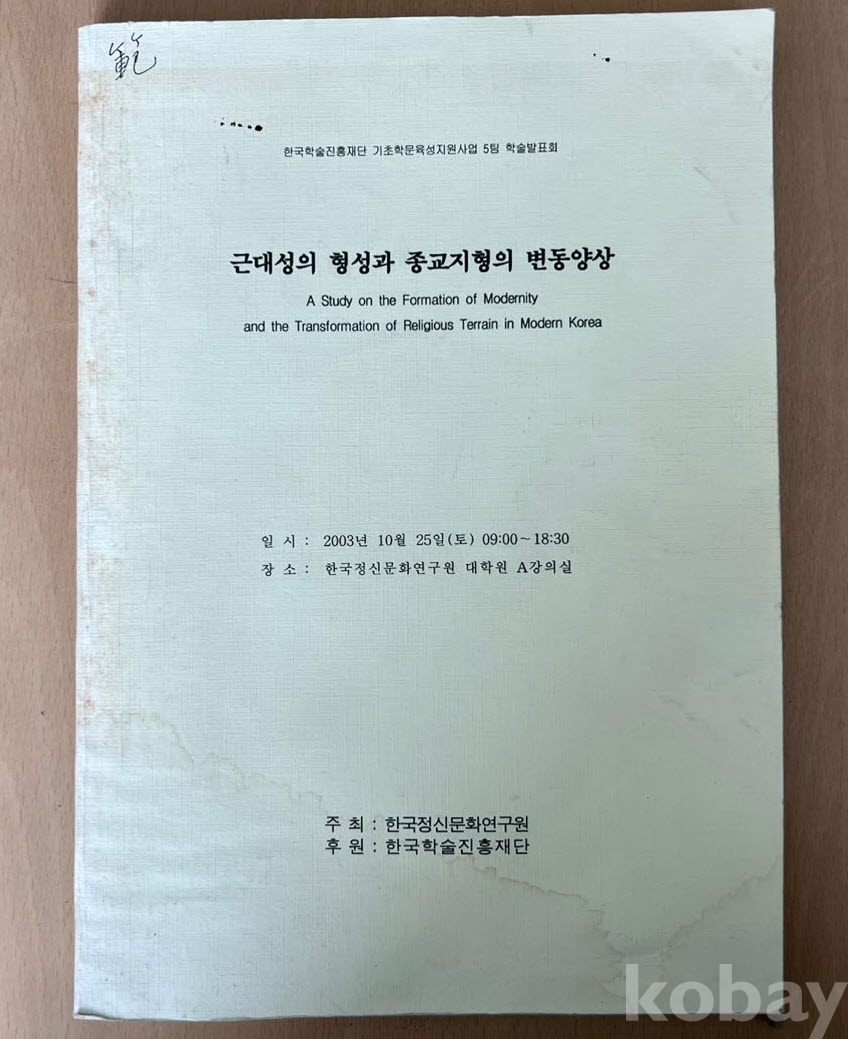 範
한국학술진흥재단 기초학문육성지원사업 5팀 학술발표회
근대성의 형성과 종교지형의 변동양상
A Study on the Formation of Modernity
and the Transformation of Religious Terrain in Modern Korea
일 시 : 2003년 10월 25일(토) 09:00~18:30
장 소 : 한국정신문화연구원 대학원 A강의실
주 최 : 한국정신문화연구원
후 원 : 한국학술진흥재단
kobay